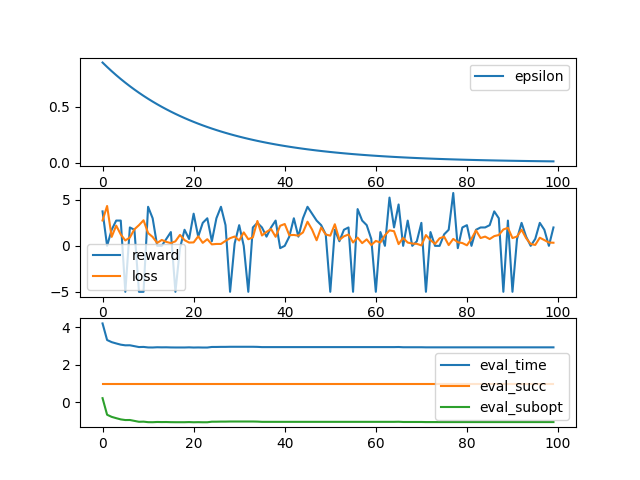 0.5
epsilon
0.0
0 20 40 60 80 100
5
0
reward
loss
−5
0 20 40 60 80 100
4
2
eval_time
eval_succ
0
eval_subopt
0 20 40 60 80 100